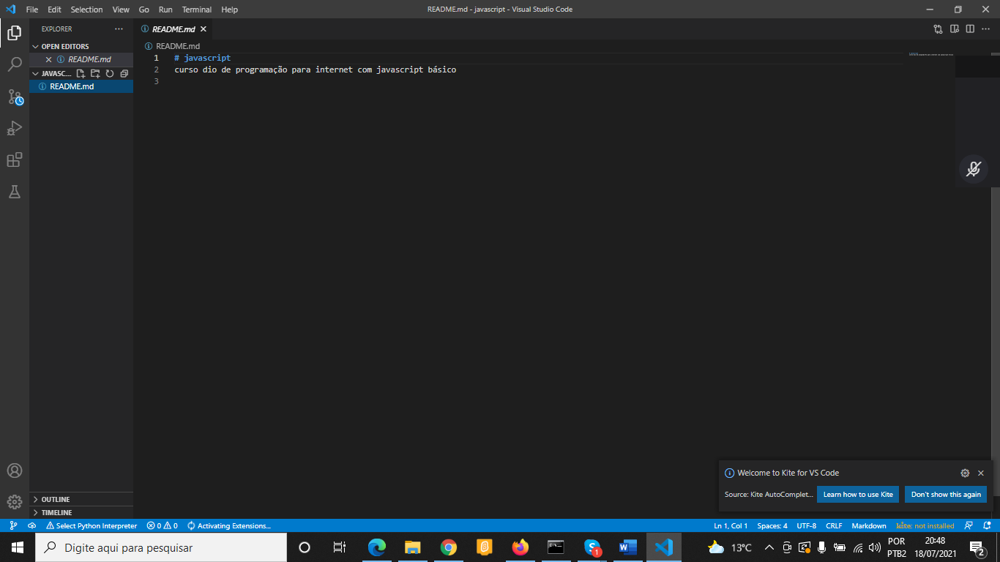 File Edit Selection View Go Run Terminal Help README.md - javascript - Visual Studio Code
EXPLORER ··· README.md
OPEN EDITORS README.md
README.md # javascript
JAVASC... curso dio de programação para internet com javascript básico
README.md
1
2
3
Welcome to Kite for VS Code
Source: Kite AutoComplet... Learn how to use Kite Don't show this again
OUTLINE
TIMELINE
Select Python Interpreter 0 0 Activating Extensions... Ln 1, Col 1 Spaces: 4 UTF-8 CRLF Markdown kite: not installed
Digite aqui para pesquisar 1 13°C POR 20:48
PTB2 18/07/2021 2